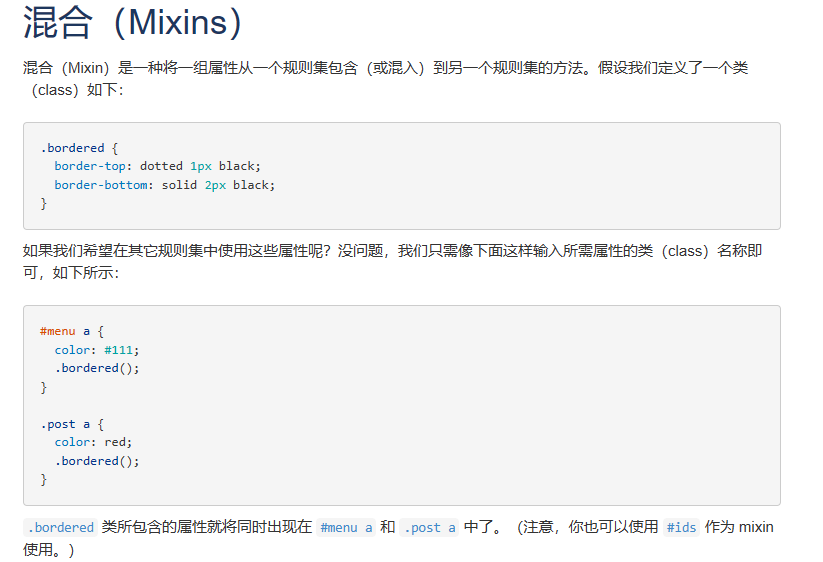 混合（Mixins）
混合（Mixin）是一种将一组属性从一个规则集包含（或混入）到另一个规则集的方法。假设我们定义了一个类
（class）如下：
.bordered {
  border-top: dotted 1px black;
  border-bottom: solid 2px black;
}
如果我们希望在其它规则集中使用这些属性呢？没问题，我们只需像下面这样输入所需属性的类（class）名称即
可，如下所示：
#menu a {
  color: #111;
  .bordered();
}
.post a {
  color: red;
  .bordered();
}
.bordered 类所包含的属性就将同时出现在 #menu a 和 .post a 中了。（注意，你也可以使用 #ids 作为 mixin
使用。）